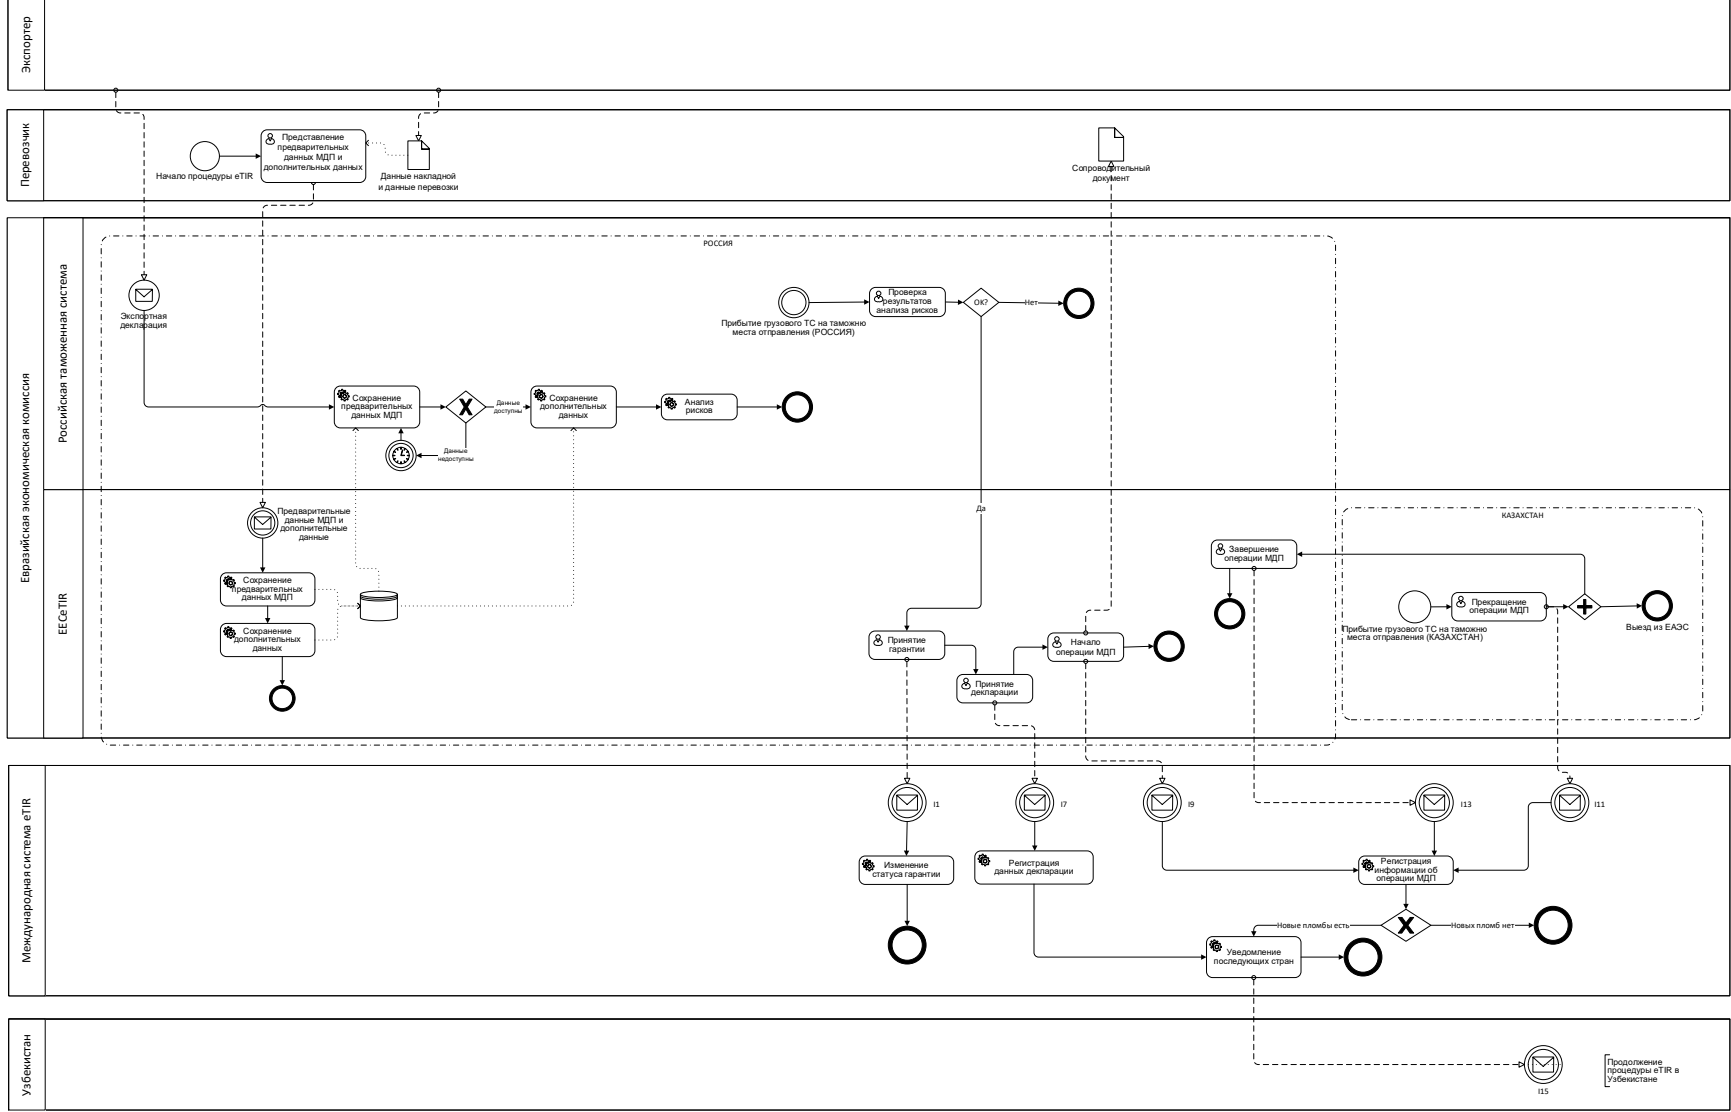 Экспортер
Перевозчик
Начало процедуры eTIR
Представление
предварительных
данных МДП и
дополнительных данных
Данные накладной
и данные перевозки
Сопроводительный
документ
Евразийская экономическая комиссия
Российская таможенная система
РОССИЯ
Экспортная
декларация
Прибытие грузового ТС на таможню
места отправления (РОССИЯ)
Проверка
результатов
анализа рисков
ОК?
Нет
Сохранение
предварительных
данных МДП
Данные
доступны
Данные
недоступны
Сохранение
дополнительных
данных
Анализ
рисков
Да
EECeTIR
Предварительные
данные МДП и
дополнительные
данные
Сохранение
предварительных
данных МДП
Сохранение
дополнительных
данных
Принятие
гарантии
Принятие
декларации
Начало
операции МДП
Завершение
операции МДП
КАЗАХСТАН
Прибытие грузового ТС на таможню
места отправления (КАЗАХСТАН)
Прекращение
операции МДП
Выезд из ЕАЭС
Международная система eTIR
I1
I7
I9
I13
I11
Изменение
статуса гарантии
Регистрация
данных декларации
Регистрация
информации об
операции МДП
Новые пломбы есть
Новых пломб нет
Уведомление
последующих стран
Узбекистан
I15
Продолжение
процедуры eTIR в
Узбекистане